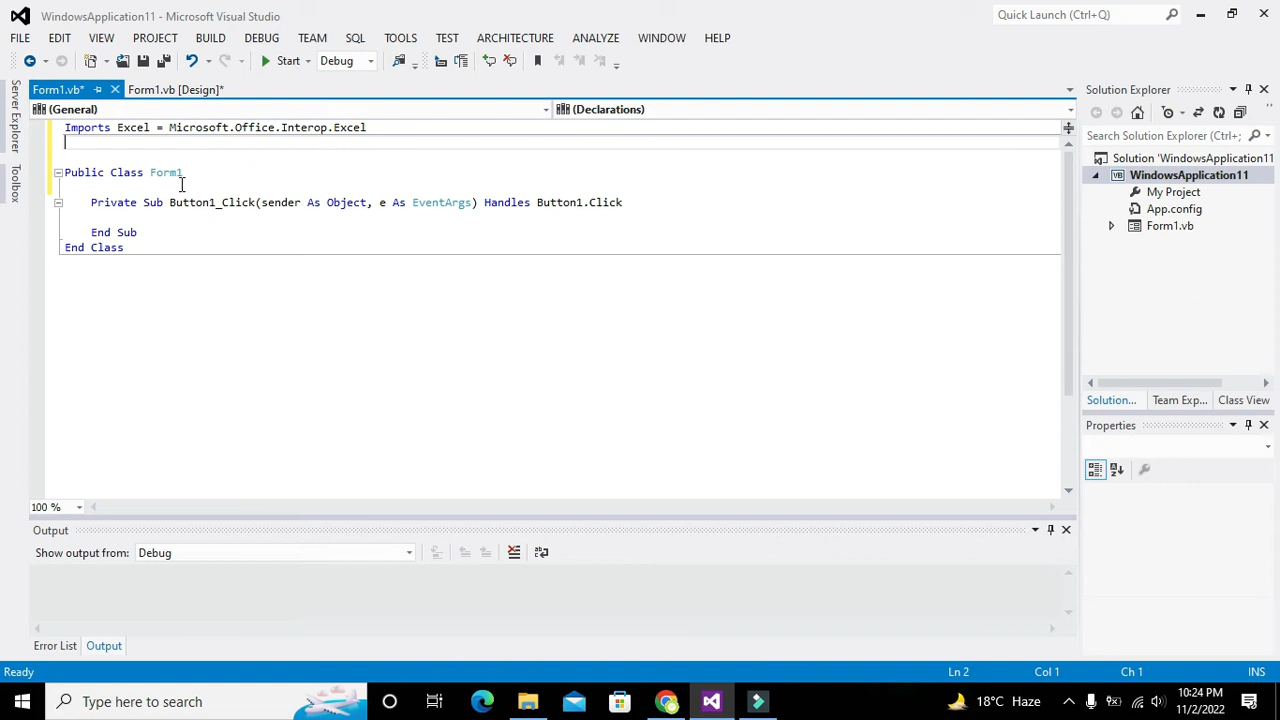 WindowsApplication11 - Microsoft Visual Studio
Quick Launch (Ctrl+Q)
FILE EDIT VIEW PROJECT BUILD DEBUG TEAM SQL TOOLS TEST ARCHITECTURE ANALYZE WINDOW HELP
Start Debug
Server Explorer
Toolbox
Form1.vb* Form1.vb [Design]*
(General) (Declarations)
Imports Excel = Microsoft.Office.Interop.Excel
Public Class Form1
Private Sub Button1_Click(sender As Object, e As EventArgs) Handles Button1.Click
End Sub
End Class
100 %
Solution Explorer
Search Solution Explorer (Ctrl+;
Solution 'WindowsApplication11
VB WindowsApplication11
My Project
App.config
Form1.vb
Solution... Team Exp... Class View
Properties
Output
Show output from: Debug
Error List Output
Ready Ln 2 Col 1 Ch 1 INS
Type here to search
18°C Haze
10:24 PM
11/2/2022